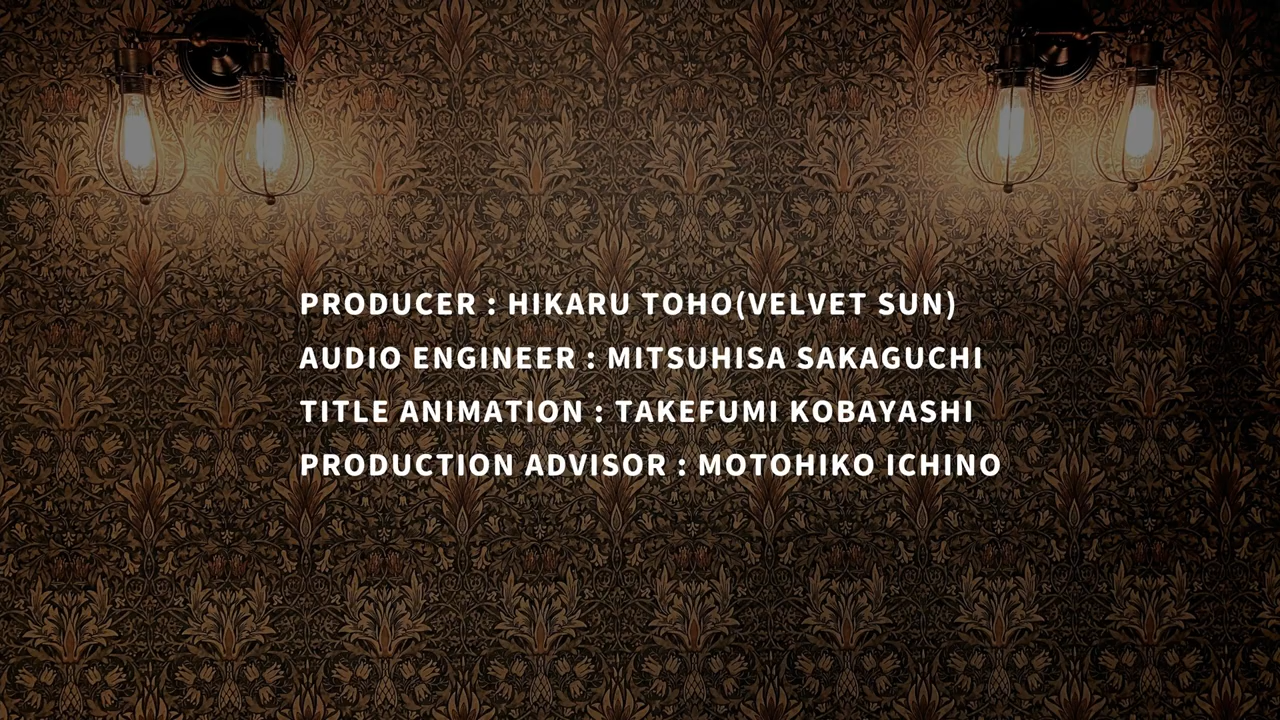 PRODUCER : HIKARU TOHO(VELVET SUN)
AUDIO ENGINEER : MITSUHISA SAKAGUCHI
TITLE ANIMATION : TAKEFUMI KOBAYASHI
PRODUCTION ADVISOR : MOTOHIKO ICHINO